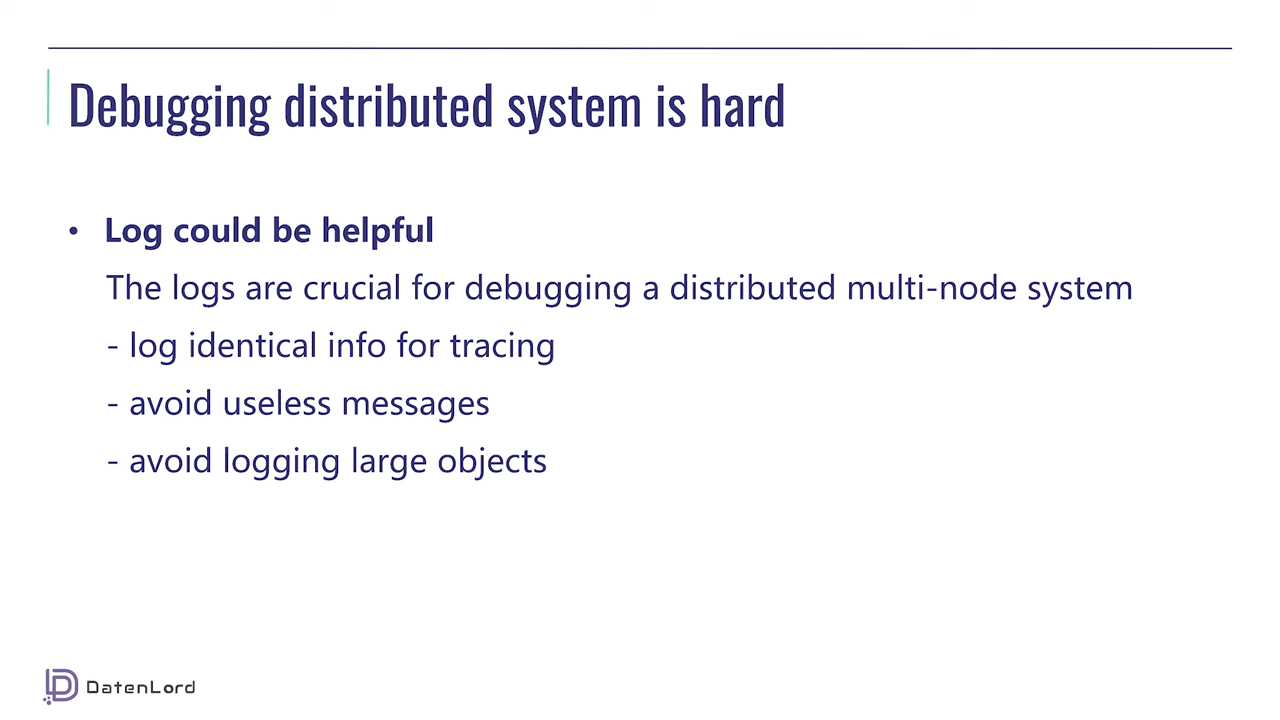 Debugging distributed system is hard
• Log could be helpful
The logs are crucial for debugging a distributed multi-node system
- log identical info for tracing
- avoid useless messages
- avoid logging large objects
DatenLord